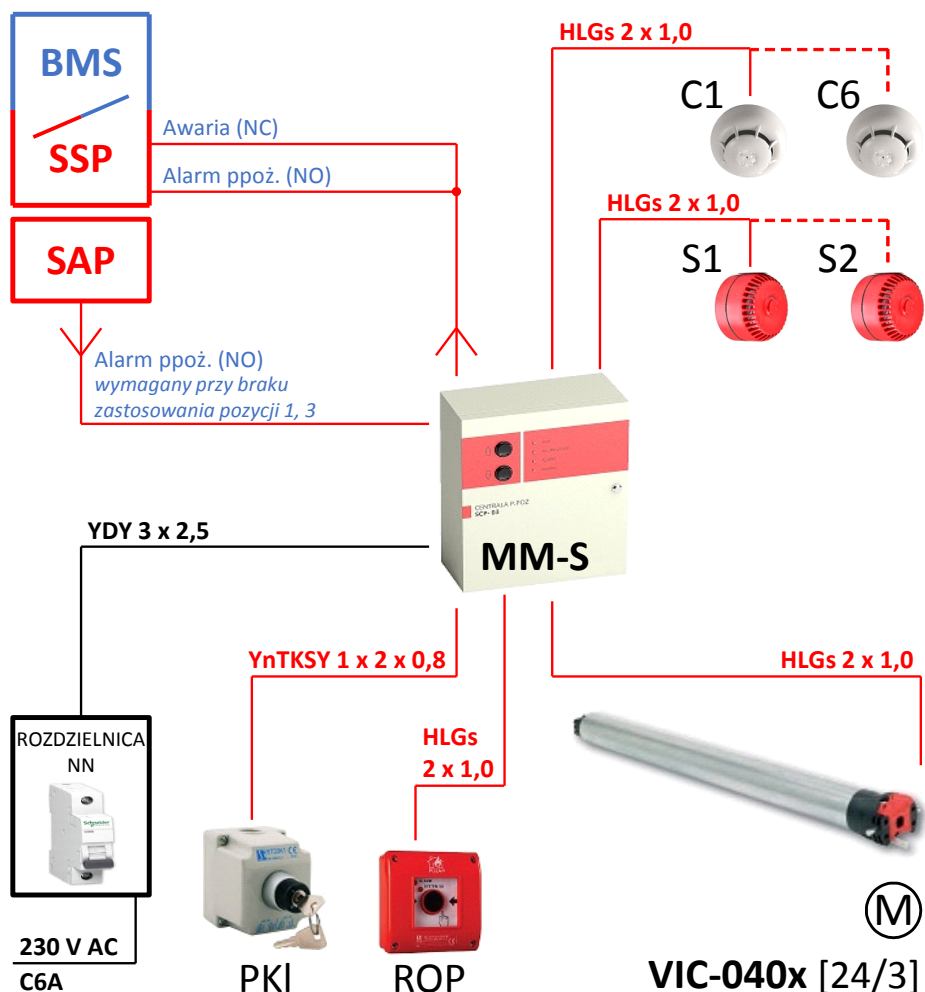 BMS
SSP
Awaria (NC)
Alarm ppoż. (NO)
SAP
Alarm ppoż. (NO)
wymagany przy braku
zastosowania pozycji 1, 3
HLGs 2 x 1,0
C1
C6
HLGs 2 x 1,0
S1
S2
CENTRALA P.POŻ
SCP-03
MM-S
YDY 3 x 2,5
YnTKSY 1 x 2 x 0,8
HLGs 2 x 1,0
HLGs
2 x 1,0
ROZDZIELNICA
NN
Schneider
230 V AC
C6A
PKl
ROP
M
VIC-040x [24/3]